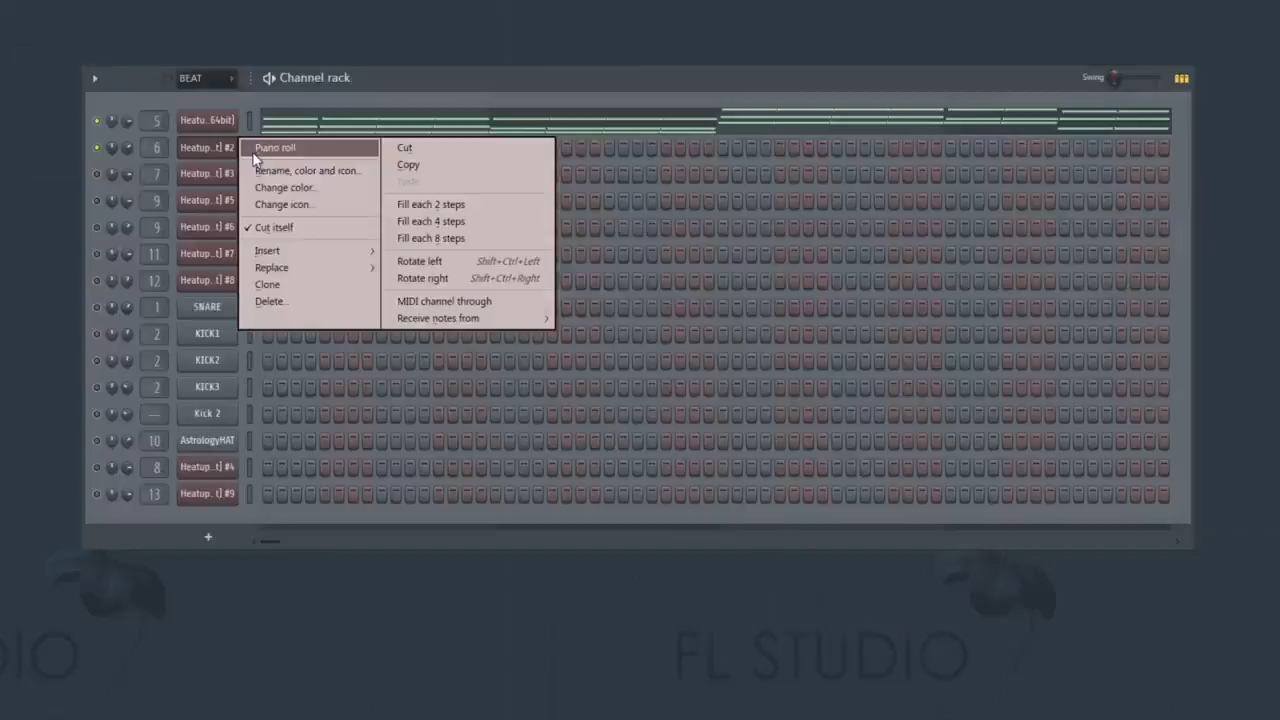 BEAT
Channel rack
Swing
5
Heatu.. 64bit]
6
Heatup..t] #2
7
Heatup..t] #3
9
Heatup..t] #5
9
Heatup..t] #6
11
Heatup..t] #7
12
Heatup..t] #8
1
SNARE
2
KICK1
2
KICK2
2
KICK3
---
Kick 2
10
AstrologyHAT
8
Heatup..t] #4
13
Heatup..t] #9
Piano roll
Rename, color and icon...
Change color...
Change icon...
Cut itself
Insert
Replace
Clone
Delete...
Cut
Copy
Paste
Fill each 2 steps
Fill each 4 steps
Fill each 8 steps
Rotate left Shift+Ctrl+Left
Rotate right Shift+Ctrl+Right
MIDI channel through
Receive notes from
+
DIO
FL STUDIO